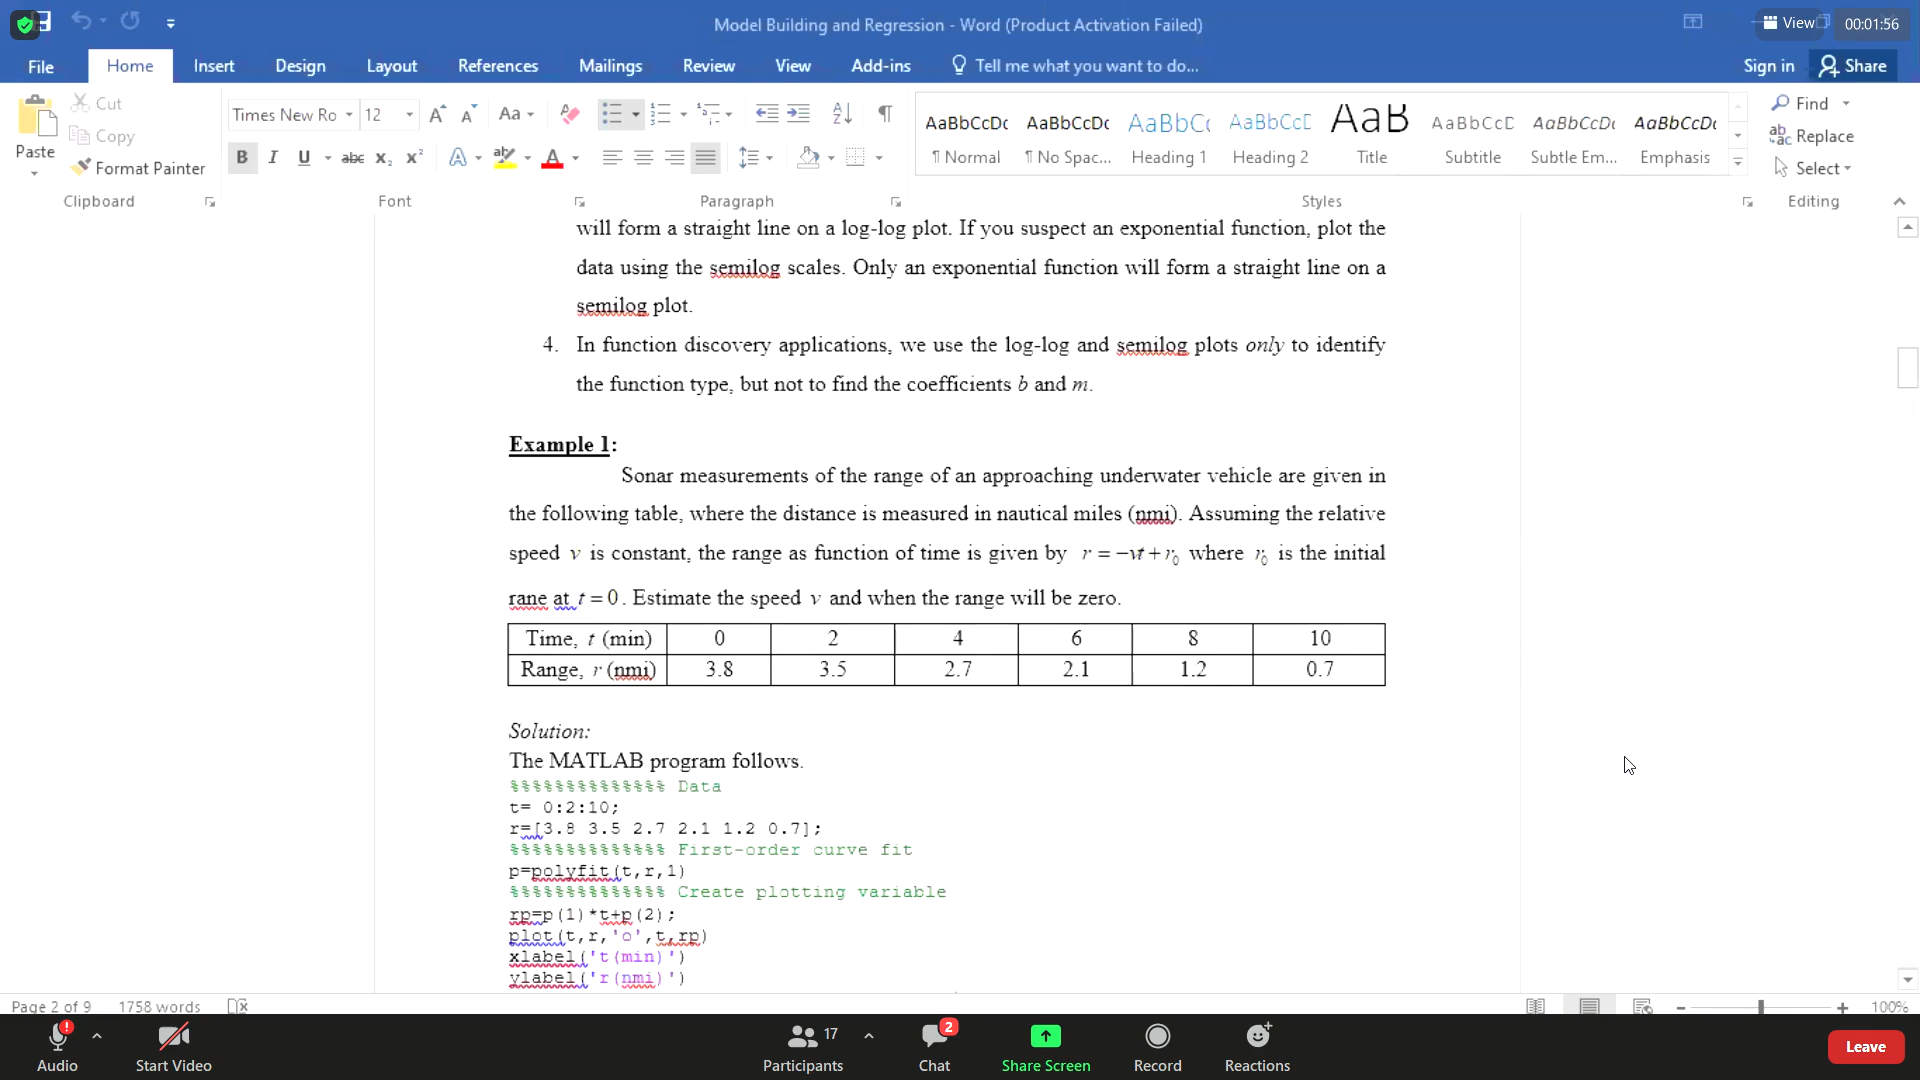 Model Building and Regression - Word (Product Activation Failed)
View
00:01:56
File Home Insert Design Layout References Mailings Review View Add-ins Tell me what you want to do... Sign in Share
Paste
Cut
Copy
Format Painter
Clipboard
Times New Ro 12
Font
Paragraph
AaBbCcDc AaBbCcDc AaBbCc AaBbCcD AaB AaBbCcD AaBbCcDc AaBbCcDc
¶ Normal ¶ No Spac... Heading 1 Heading 2 Title Subtitle Subtle Em... Emphasis
Styles
Find
Replace
Select
Editing
will form a straight line on a log-log plot. If you suspect an exponential function, plot the
data using the semilog scales. Only an exponential function will form a straight line on a
semilog plot.
4. In function discovery applications, we use the log-log and semilog plots only to identify
the function type, but not to find the coefficients b and m.
Example 1:
Sonar measurements of the range of an approaching underwater vehicle are given in
the following table, where the distance is measured in nautical miles (nmi). Assuming the relative
speed v is constant, the range as function of time is given by r = −vt + r₀ where r₀ is the initial
rane at t = 0. Estimate the speed v and when the range will be zero.
Time, t (min) 0 2 4 6 8 10
Range, r (nmi) 3.8 3.5 2.7 2.1 1.2 0.7
Solution:
The MATLAB program follows.
%%%%%%%%%%%%%% Data
t= 0:2:10;
r=[3.8 3.5 2.7 2.1 1.2 0.7];
%%%%%%%%%%%%%% First-order curve fit
p=polyfit(t,r,1)
%%%%%%%%%%%%%% Create plotting variable
rp=p(1)*t+p(2);
plot(t,r,'o',t,rp)
xlabel('t(min)')
ylabel('r(nmi)')
Page 2 of 9 1758 words 100%
Audio
Start Video
17
Participants
2
Chat
Share Screen
Record
Reactions
Leave